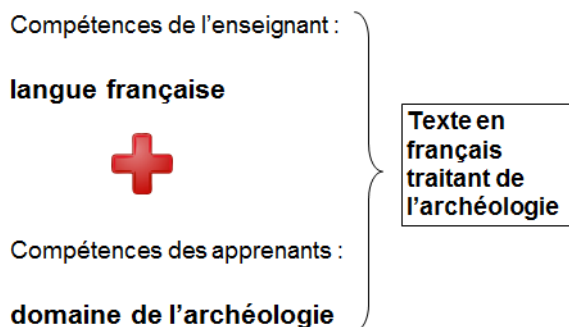 Compétences de l’enseignant :
langue française
Compétences des apprenants :
domaine de l’archéologie
Texte en
français
traitant de
l’archéologie